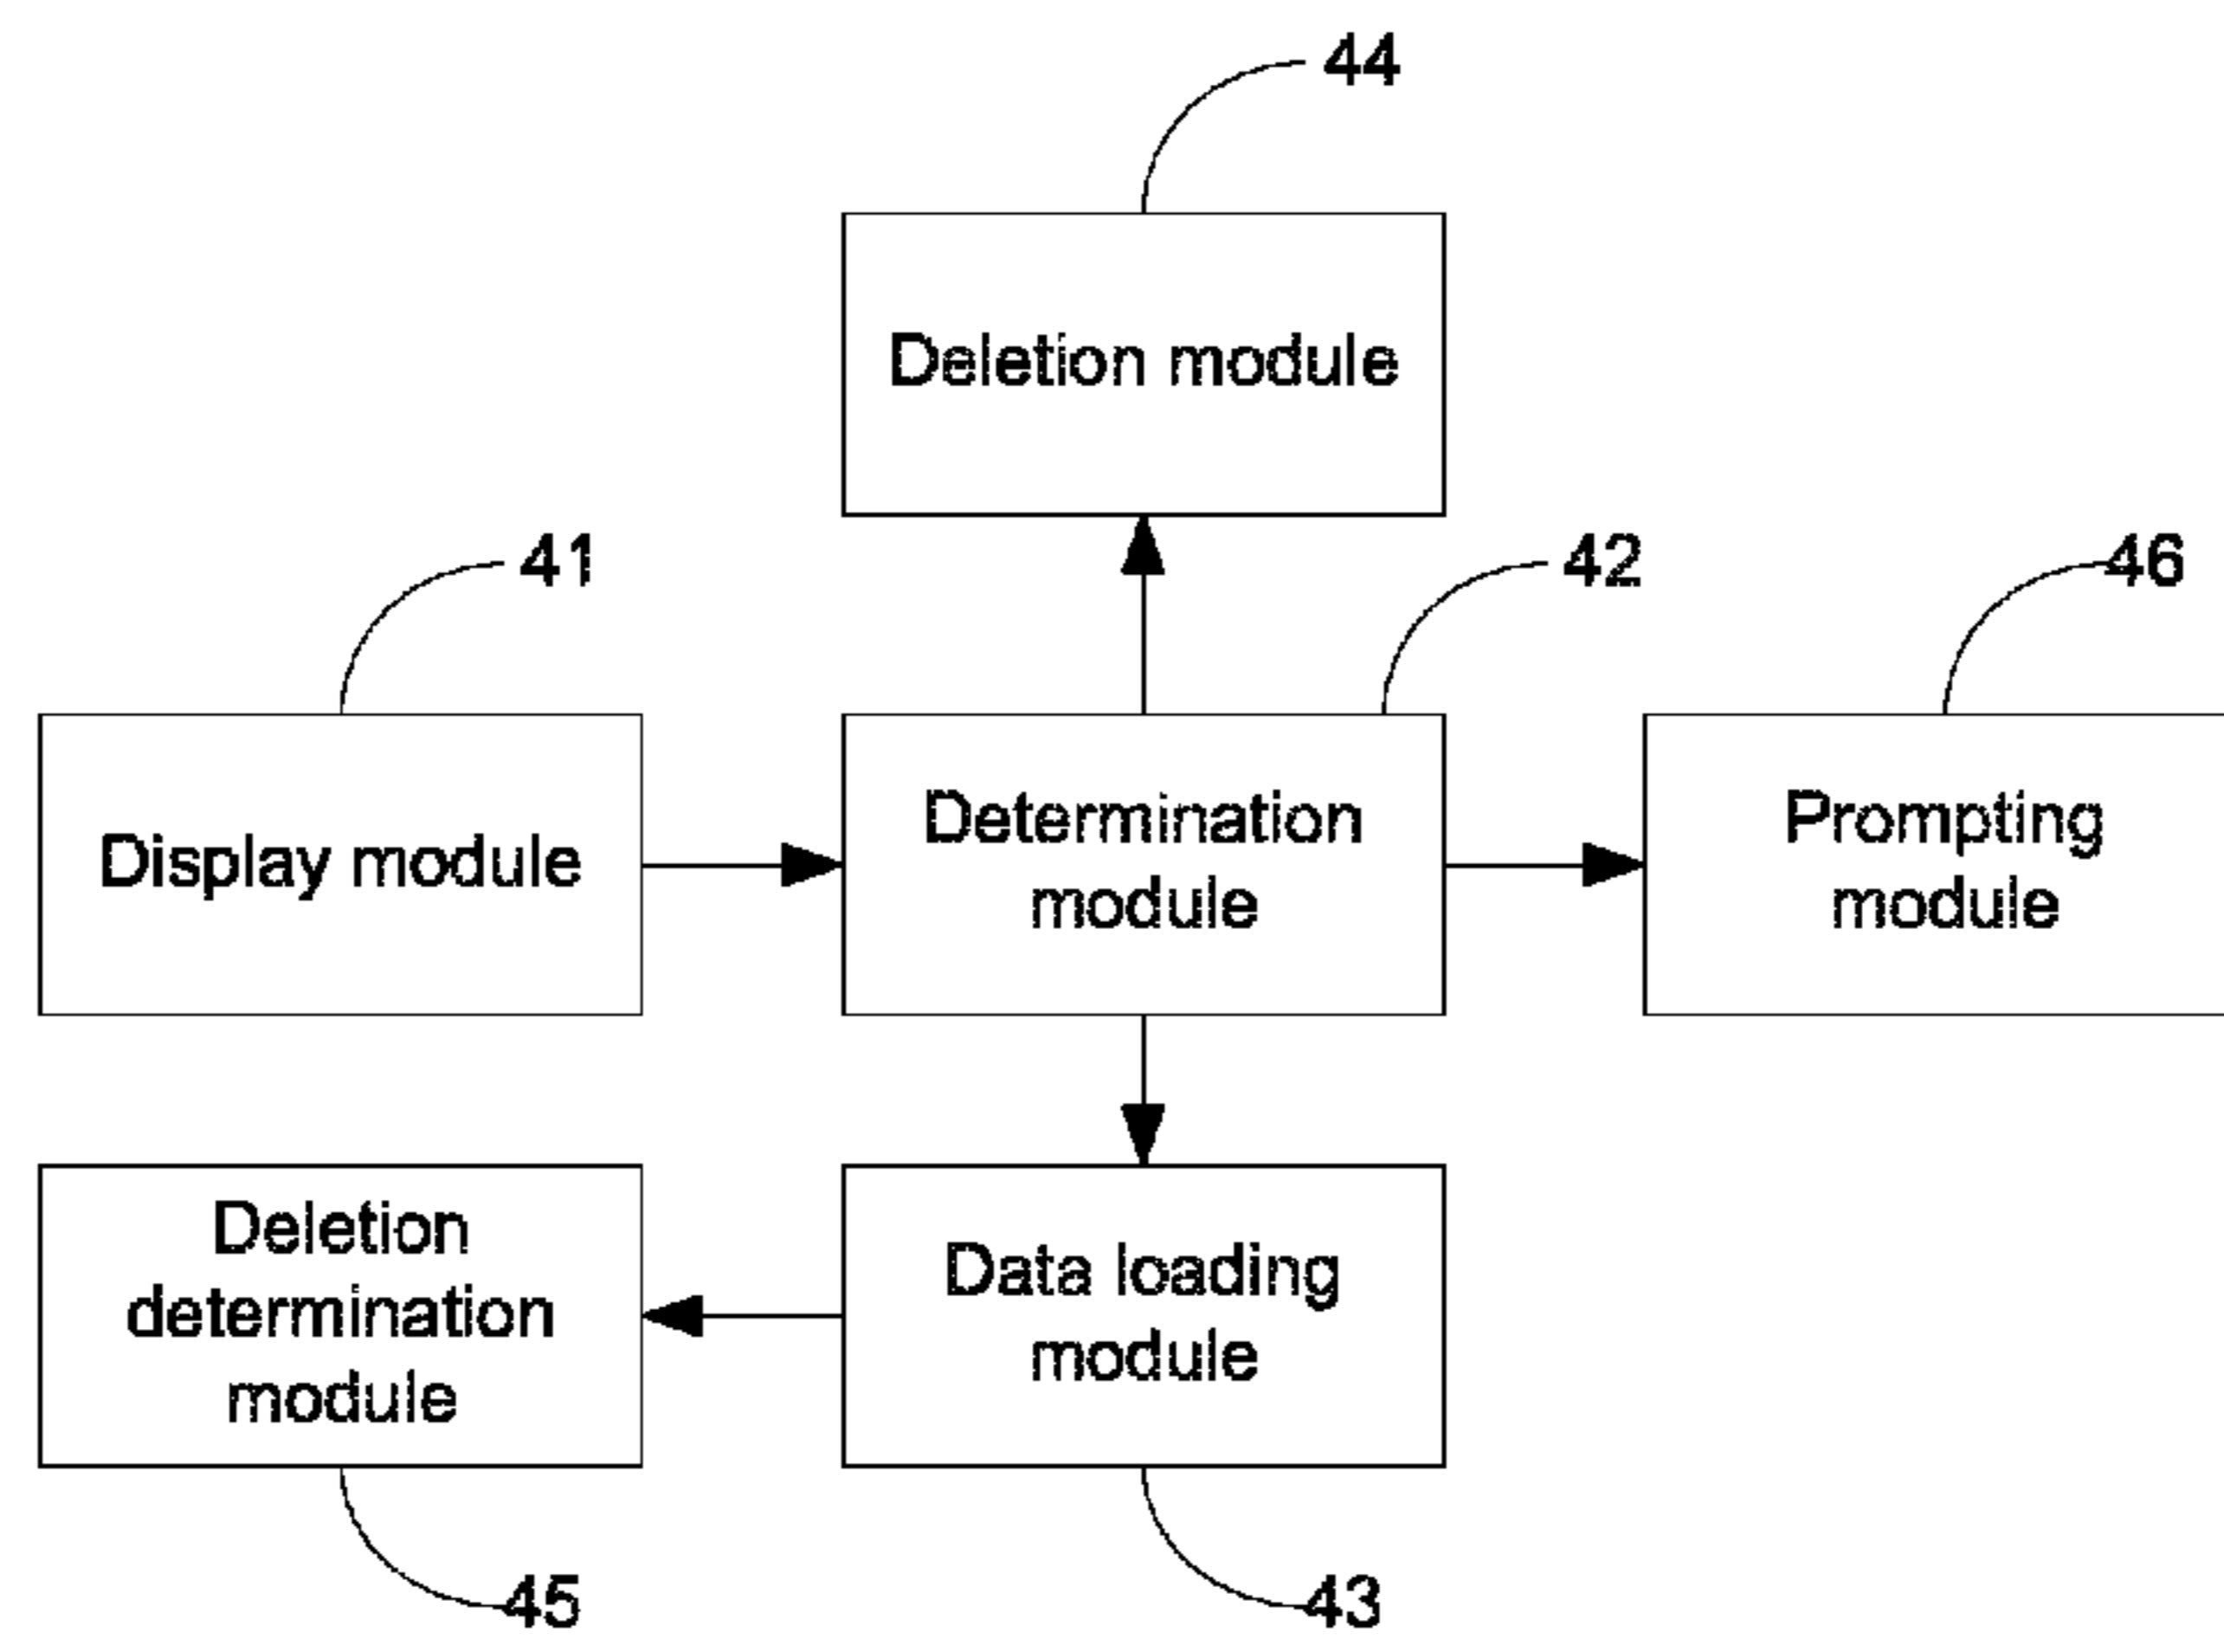 44
Deletion module
41
42
46
Display module
Determination
module
Prompting
module
Deletion
determination
module
Data loading
module
45
43